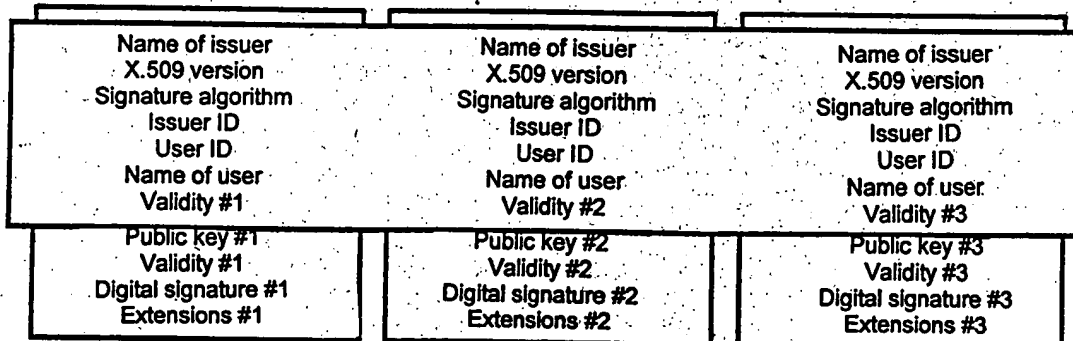 Name of issuer
X.509 version
Signature algorithm
Issuer ID
User ID
Name of user
Validity #1
Public key #1
Validity #1
Digital signature #1
Extensions #1
Name of issuer
X.509 version
Signature algorithm
Issuer ID
User ID
Name of user
Validity #2
Public key #2
Validity #2
Digital signature #2
Extensions #2
Name of issuer
X.509 version
Signature algorithm
Issuer ID
User ID
Name of user
Validity #3
Public key #3
Validity #3
Digital signature #3
Extensions #3